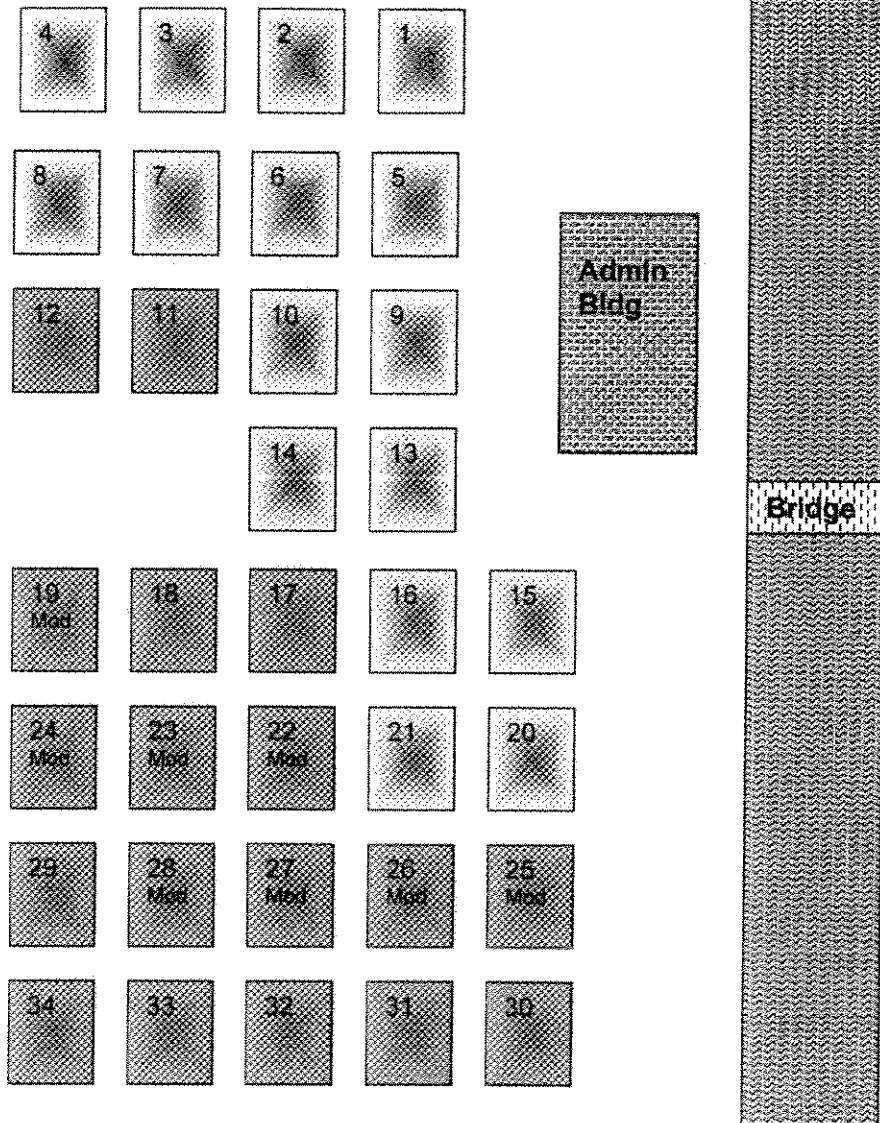 4 3 2 1
8 7 6 5
Admin
Bldg
12 11 10 9
14 13
Bridge
19 18 17 16 15
Mod
24 23 22 21 20
Mod Mod Mod
29 28 27 26 25
Mod Mod Mod Mod
34 33 32 31 30